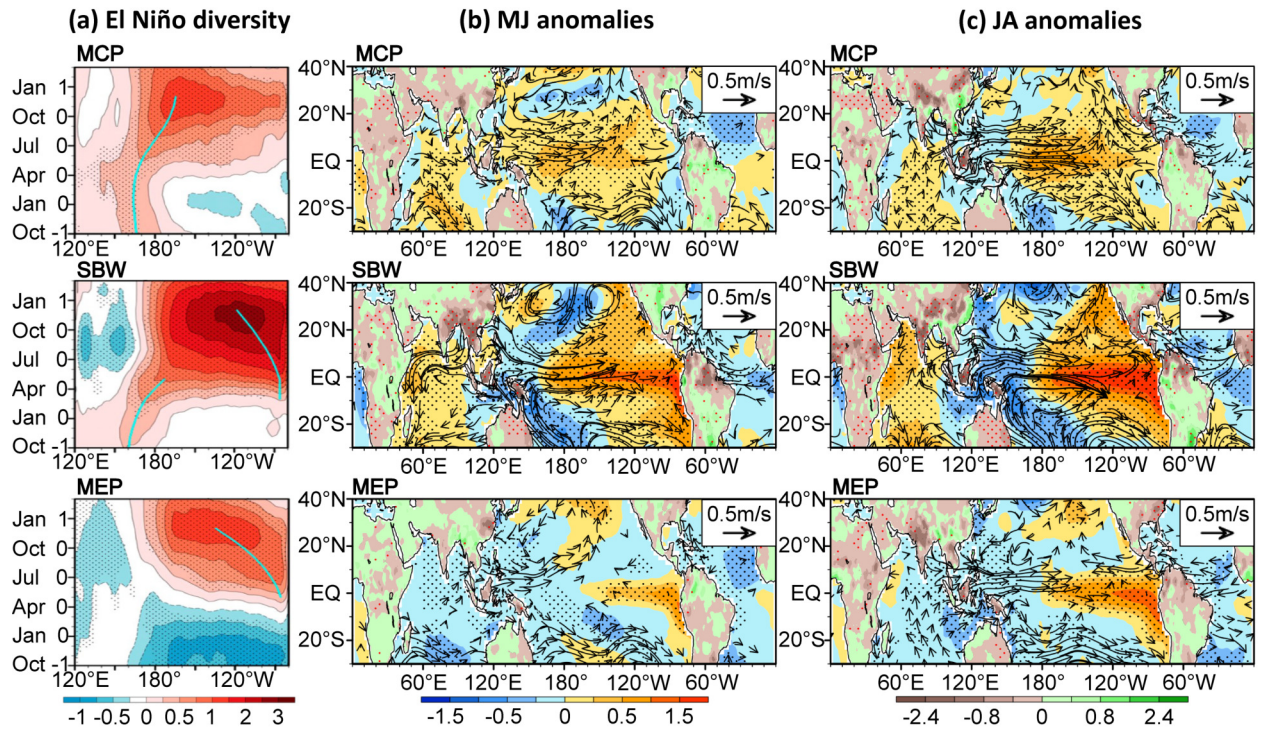 (a) El Niño diversity (b) MJ anomalies (c) JA anomalies
MCP MCP MCP
Jan 1
Oct 0
Jul 0
Apr 0
Jan 0
Oct -1
120°E 180° 120°W
40°N
20°N
EQ
20°S
0.5m/s
60°E 120°E 180° 120°W 60°W
40°N
20°N
EQ
20°S
0.5m/s
60°E 120°E 180° 120°W 60°W
SBW SBW SBW
Jan 1
Oct 0
Jul 0
Apr 0
Jan 0
Oct -1
120°E 180° 120°W
40°N
20°N
EQ
20°S
0.5m/s
60°E 120°E 180° 120°W 60°W
40°N
20°N
EQ
20°S
0.5m/s
60°E 120°E 180° 120°W 60°W
MEP MEP MEP
Jan 1
Oct 0
Jul 0
Apr 0
Jan 0
Oct -1
120°E 180° 120°W
40°N
20°N
EQ
20°S
0.5m/s
60°E 120°E 180° 120°W 60°W
40°N
20°N
EQ
20°S
0.5m/s
60°E 120°E 180° 120°W 60°W
-1 -0.5 0 0.5 1 2 3
-1.5 -0.5 0 0.5 1.5
-2.4 -0.8 0 0.8 2.4